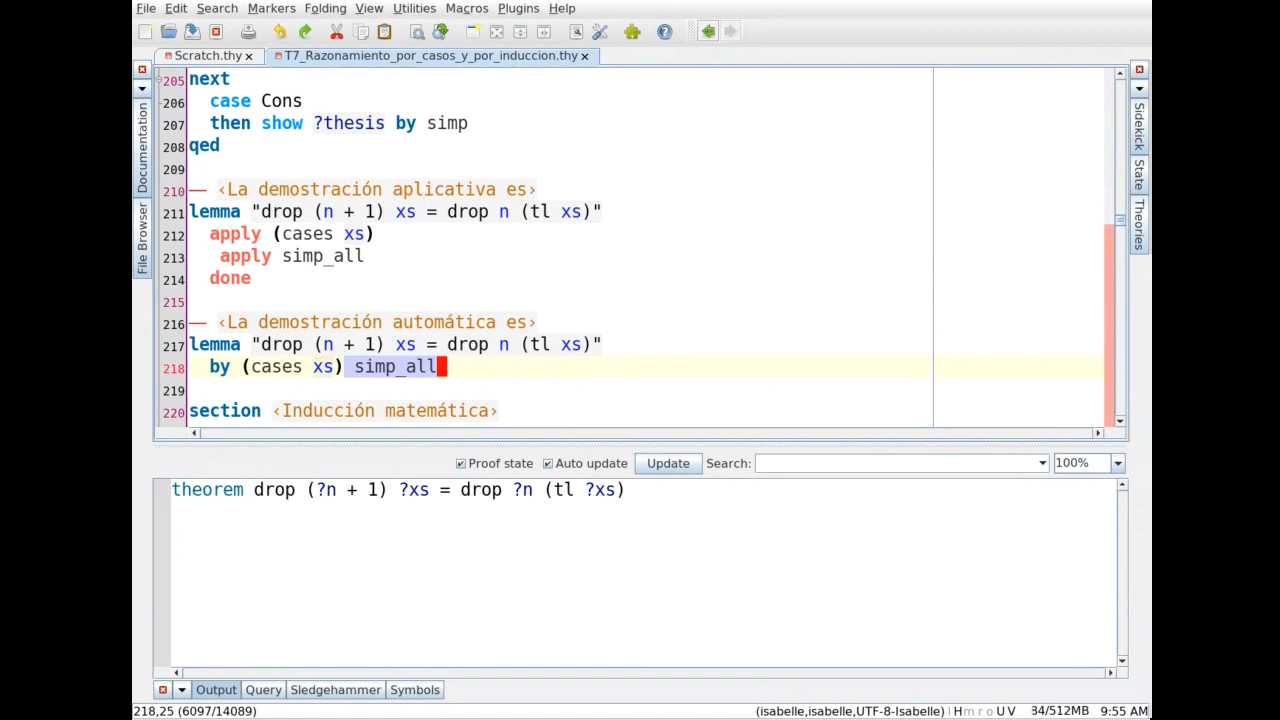 File Edit Search Markers Folding View Utilities Macros Plugins Help
Scratch.thy T7_Razonamiento_por_casos_y_por_induccion.thy
205 next
206 case Cons
207 then show ?thesis by simp
208 qed
209
210 — ‹La demostración aplicativa es›
211 lemma "drop (n + 1) xs = drop n (tl xs)"
212 apply (cases xs)
213 apply simp_all
214 done
215
216 — ‹La demostración automática es›
217 lemma "drop (n + 1) xs = drop n (tl xs)"
218 by (cases xs) simp_all
219
220 section ‹Inducción matemática›
Documentation
File Browser
Sidekick
State
Theories
Proof state Auto update Update Search: 100%
theorem drop (?n + 1) ?xs = drop ?n (tl ?xs)
Output Query Sledgehammer Symbols
218,25 (6097/14089) (isabelle,isabelle,UTF-8-Isabelle) H m r o U V 84/512MB 9:55 AM